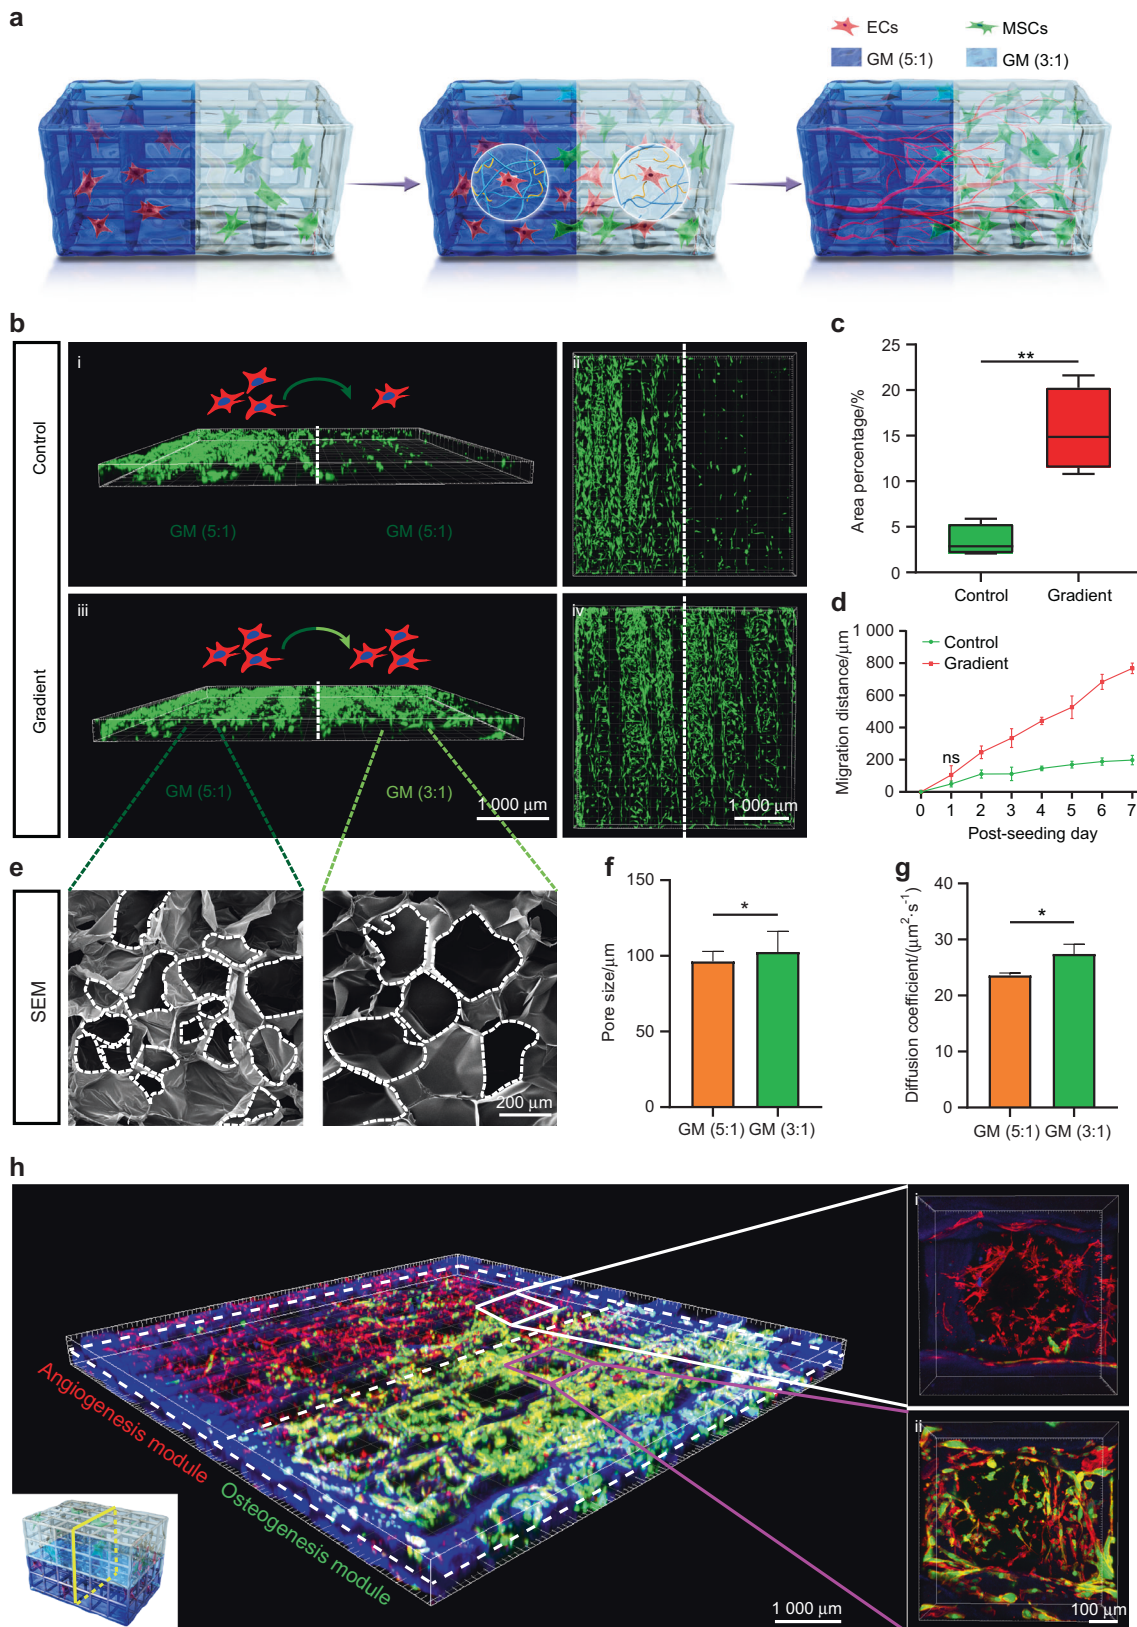 a
ECs
MSCs
GM (5:1)
GM (3:1)
b
Control
Gradient
i
GM (5:1)
GM (5:1)
ii
iii
GM (5:1)
GM (3:1)
1 000 µm
iv
1 000 µm
c
Area percentage/%
25
20
15
10
5
0
**
Control
Gradient
d
Migration distance/µm
1 000
800
600
400
200
0
Control
Gradient
ns
0 1 2 3 4 5 6 7
Post-seeding day
e
SEM
200 µm
f
Pore size/µm
150
100
50
0
*
GM (5:1) GM (3:1)
g
Diffusion coefficient/(µm²·s⁻¹)
40
30
20
10
0
*
GM (5:1) GM (3:1)
h
Angiogenesis module
Osteogenesis module
1 000 µm
i
ii
100 µm